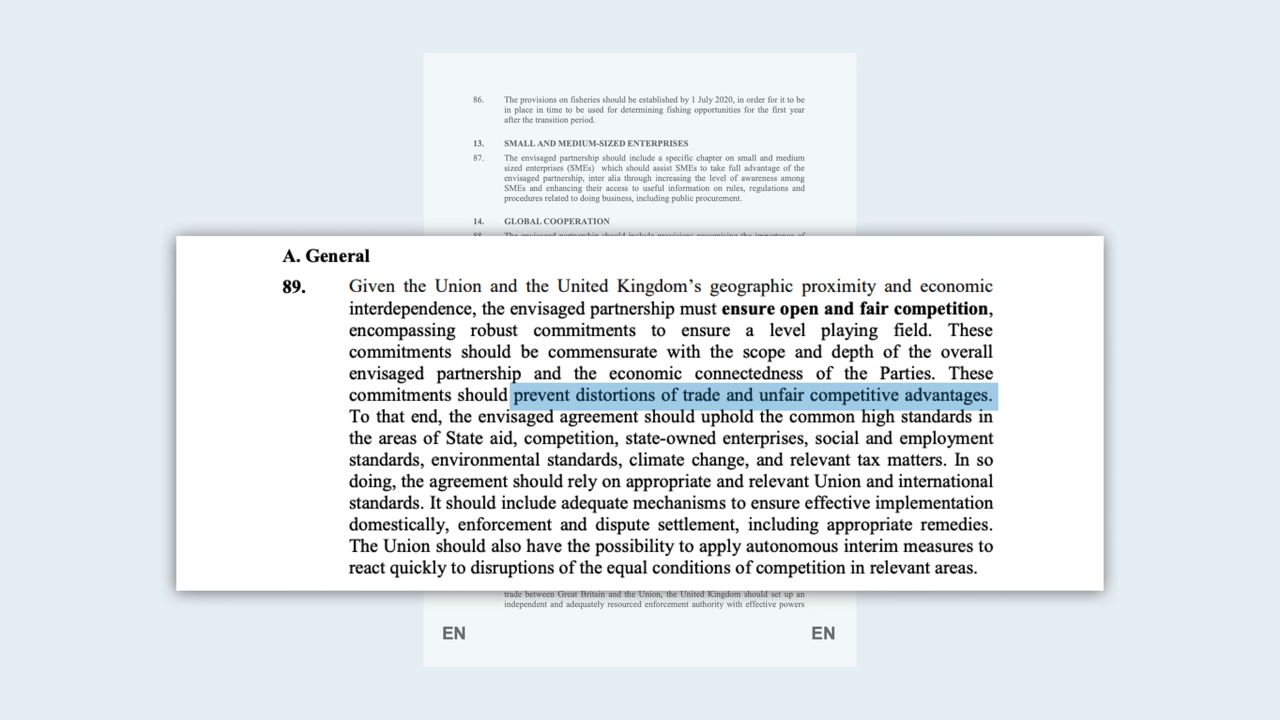 86. The provisions on fisheries should be established by 1 July 2020, in order for it to be
in place in time to be used for determining fishing opportunities for the first year
after the transition period.
13. SMALL AND MEDIUM-SIZED ENTERPRISES
87. The envisaged partnership should include a specific chapter on small and medium
sized enterprises (SMEs) which should assist SMEs to take full advantage of the
envisaged partnership, inter alia through increasing the level of awareness among
SMEs and enhancing their access to useful information on rules, regulations and
procedures related to doing business, including public procurement.
14. GLOBAL COOPERATION
88. The envisaged partnership should include provisions recognising the importance of
A. General
89. Given the Union and the United Kingdom’s geographic proximity and economic
interdependence, the envisaged partnership must ensure open and fair competition,
encompassing robust commitments to ensure a level playing field. These
commitments should be commensurate with the scope and depth of the overall
envisaged partnership and the economic connectedness of the Parties. These
commitments should prevent distortions of trade and unfair competitive advantages.
To that end, the envisaged agreement should uphold the common high standards in
the areas of State aid, competition, state-owned enterprises, social and employment
standards, environmental standards, climate change, and relevant tax matters. In so
doing, the agreement should rely on appropriate and relevant Union and international
standards. It should include adequate mechanisms to ensure effective implementation
domestically, enforcement and dispute settlement, including appropriate remedies.
The Union should also have the possibility to apply autonomous interim measures to
react quickly to disruptions of the equal conditions of competition in relevant areas.
trade between Great Britain and the Union, the United Kingdom should set up an
independent and adequately resourced enforcement authority with effective powers
EN EN